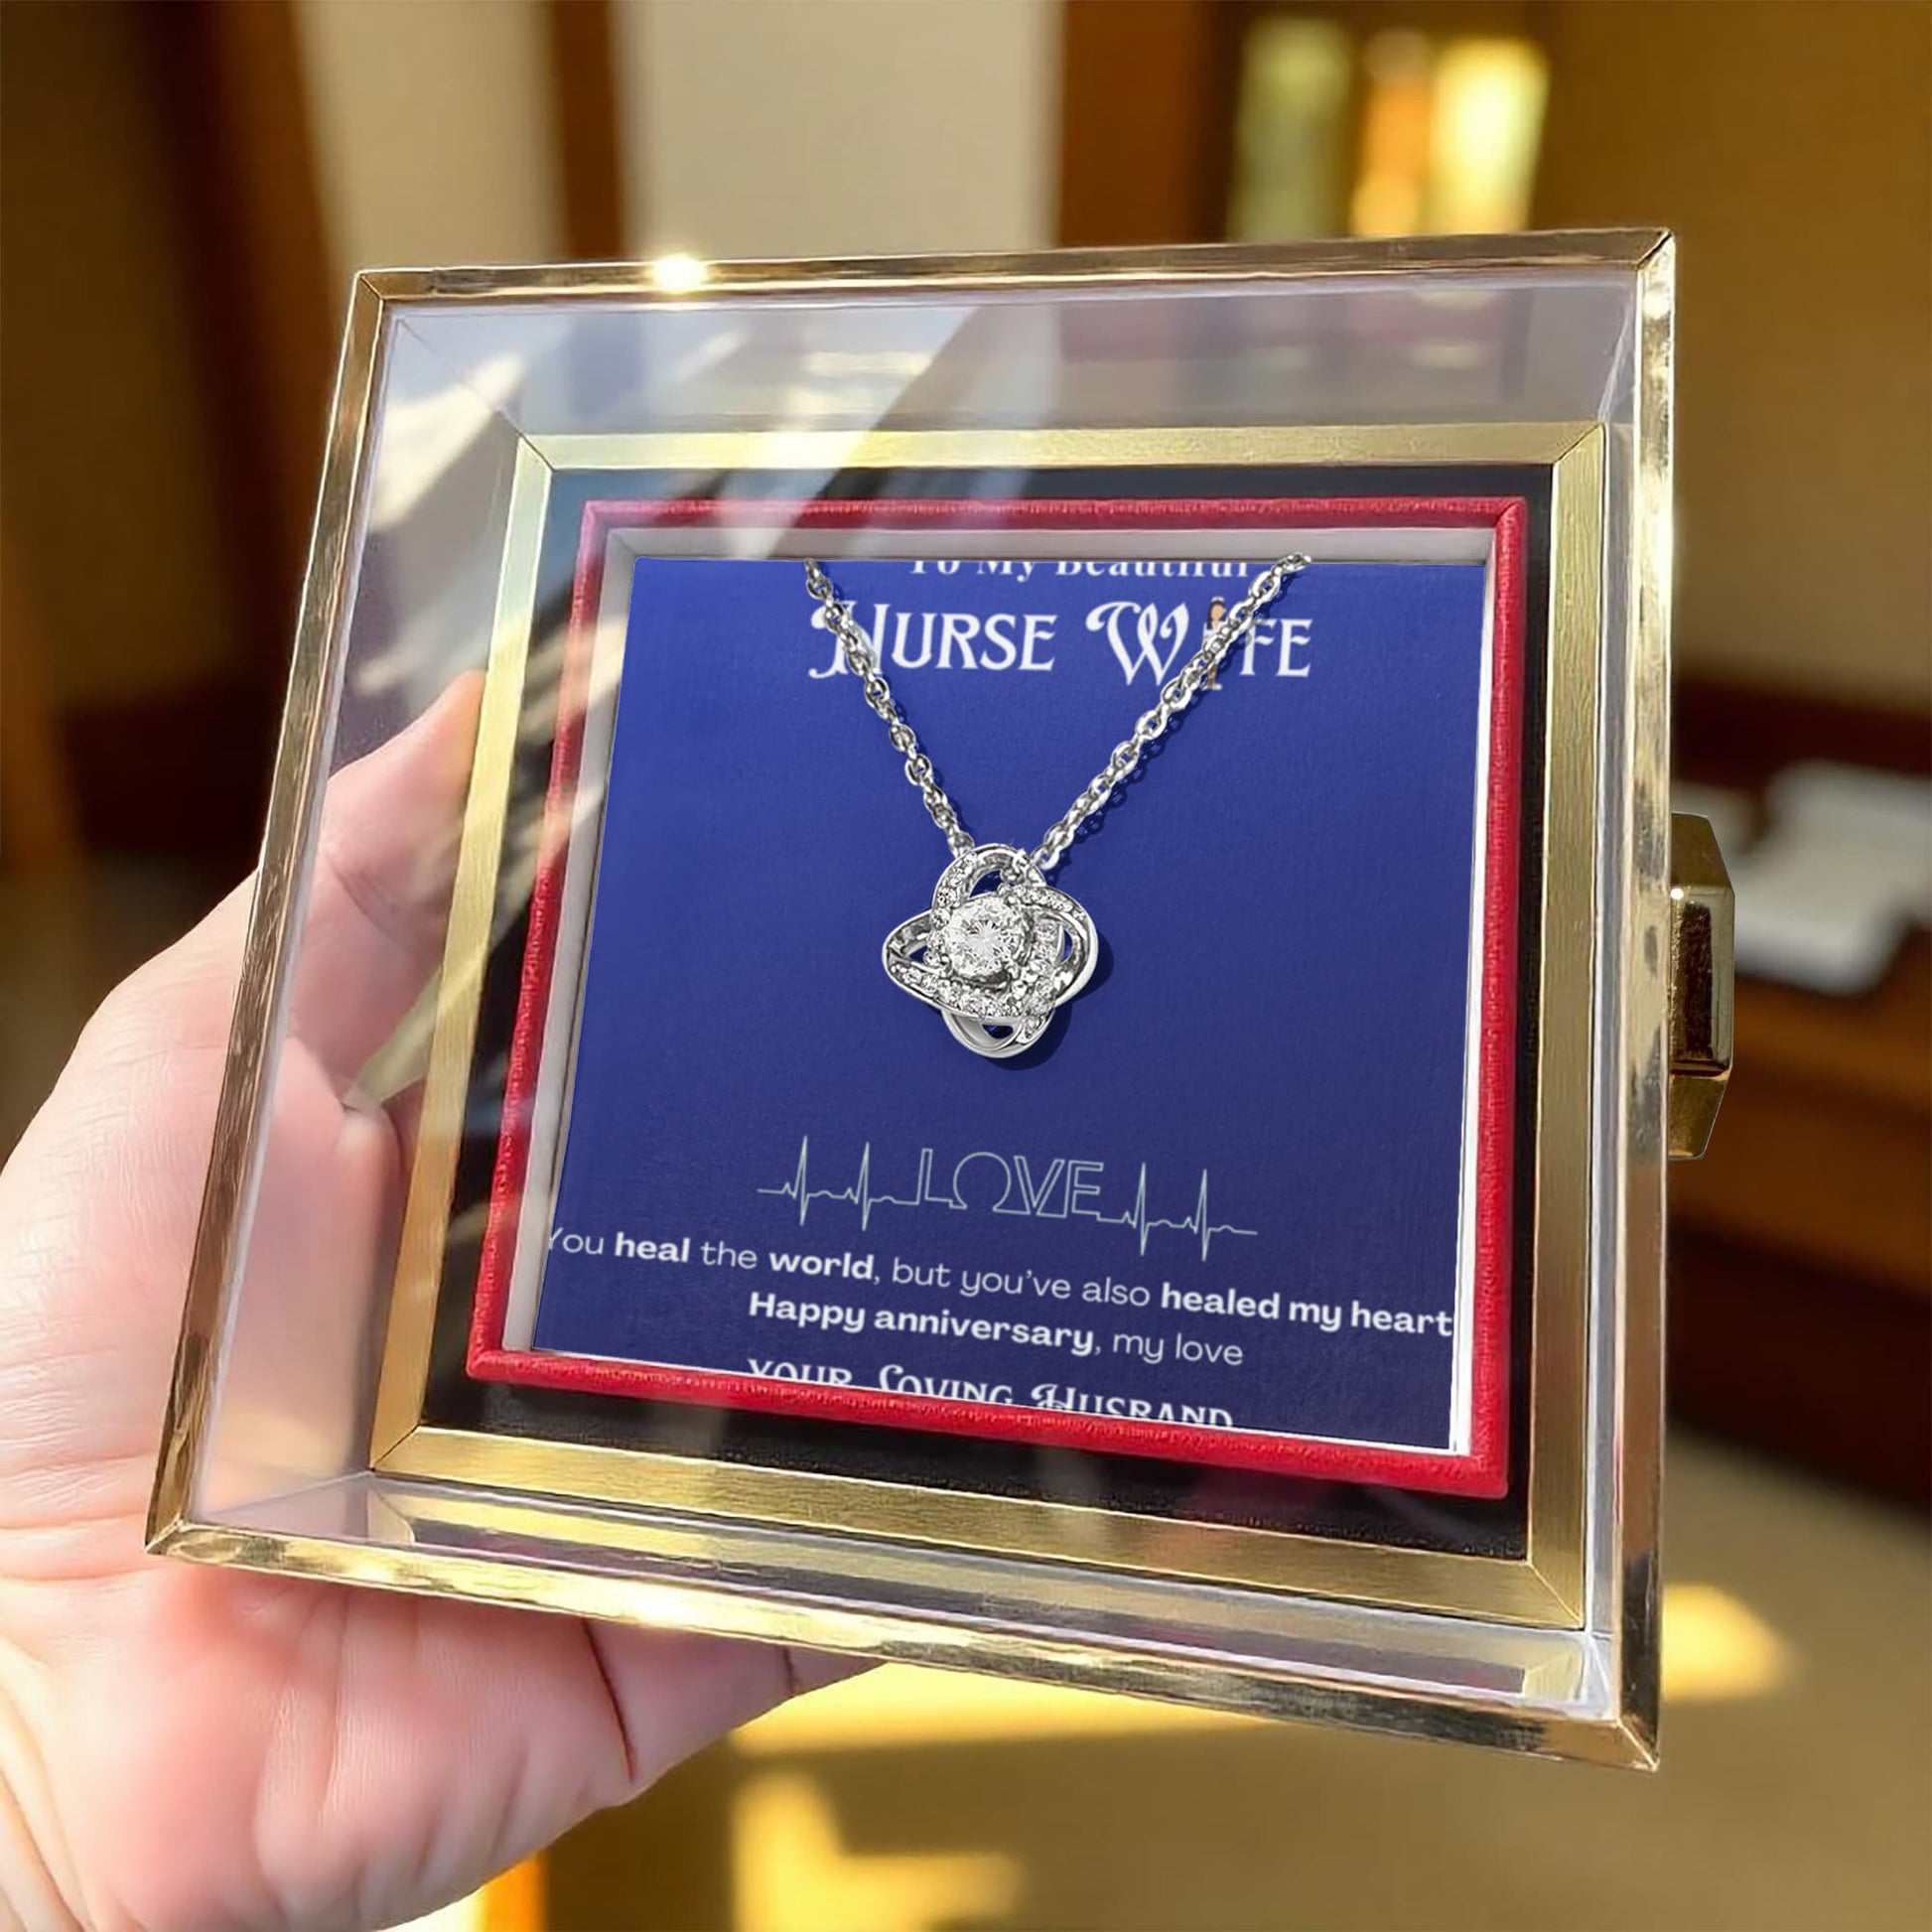 To My Beautiful
NURSE WIFE
LOVE
You heal the world, but you've also healed my heart
Happy anniversary, my love
YOUR LOVING HUSBAND